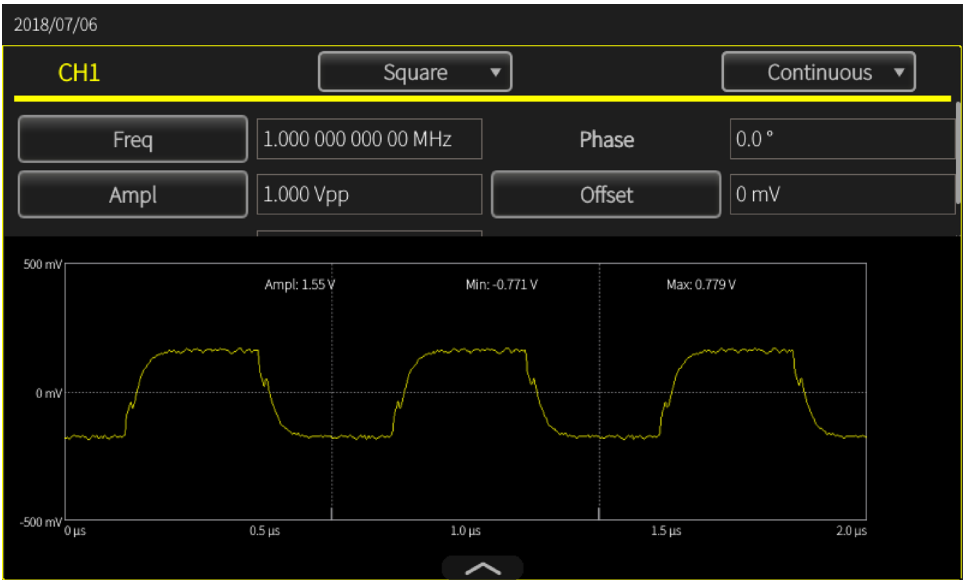 2018/07/06
CH1 Square Continuous
Freq 1.000 000 000 00 MHz Phase 0.0 °
Ampl 1.000 Vpp Offset 0 mV
500 mV
Ampl: 1.55 V Min: -0.771 V Max: 0.779 V
0 mV
-500 mV
0 µs 0.5 µs 1.0 µs 1.5 µs 2.0 µs